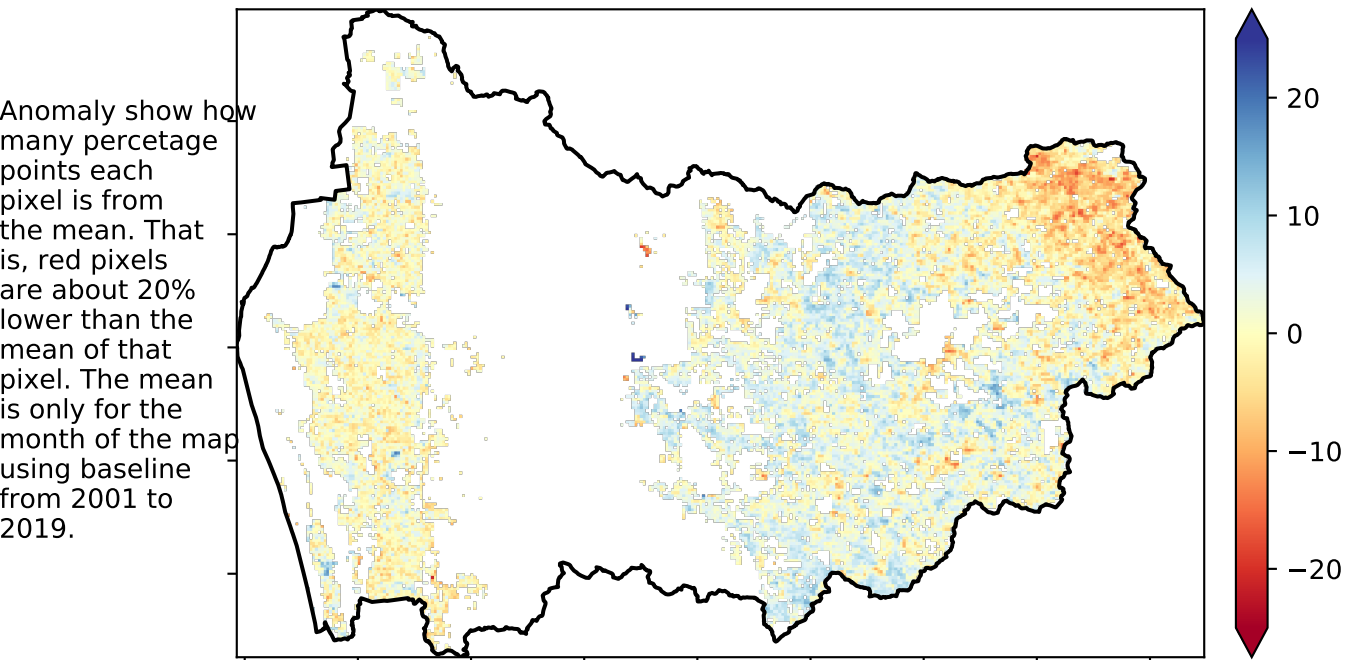 Anomaly show how
many percetage
points each
pixel is from
the mean. That
is, red pixels
are about 20%
lower than the
mean of that
pixel. The mean
is only for the
month of the map
using baseline
from 2001 to
2019.
20
10
0
−10
−20